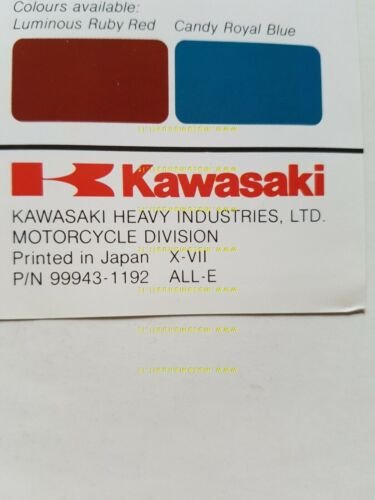 Colours available:
Luminous Ruby Red Candy Royal Blue
Kawasaki
KAWASAKI HEAVY INDUSTRIES, LTD.
MOTORCYCLE DIVISION
Printed in Japan X-VII
P/N 99943-1192 ALL-E